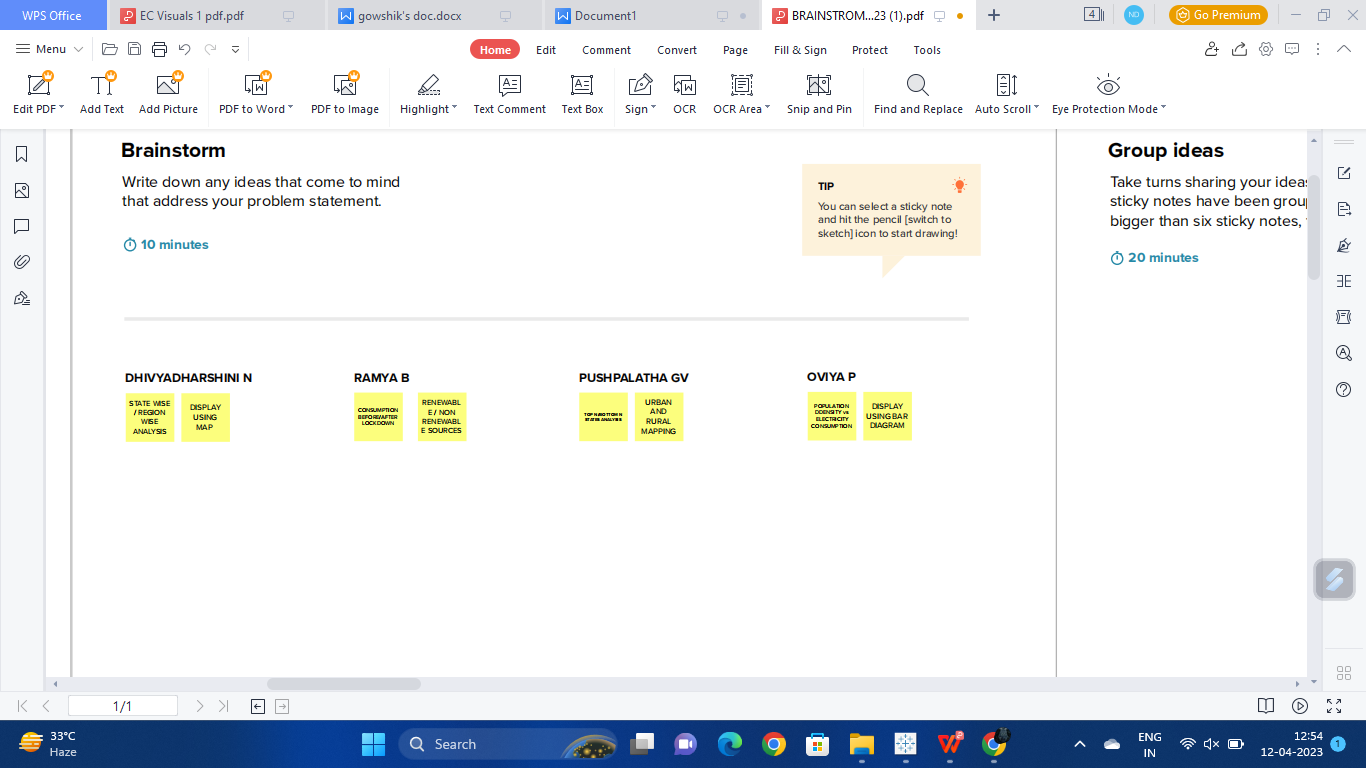 WPS Office
EC Visuals 1 pdf.pdf
gowshik's doc.docx
Document1
BRAINSTROM...23 (1).pdf
4
ND
Go Premium
Menu
Home
Edit
Comment
Convert
Page
Fill & Sign
Protect
Tools
Edit PDF
Add Text
Add Picture
PDF to Word
PDF to Image
Highlight
Text Comment
Text Box
Sign
OCR
OCR Area
Snip and Pin
Find and Replace
Auto Scroll
Eye Protection Mode
Brainstorm
Write down any ideas that come to mind
that address your problem statement.
10 minutes
TIP
You can select a sticky note
and hit the pencil [switch to
sketch] icon to start drawing!
Group ideas
Take turns sharing your ideas
sticky notes have been grou
bigger than six sticky notes,
20 minutes
DHIVYADHARSHINI N
STATE WISE
/ REGION
WISE
ANALYSIS
DISPLAY
USING
MAP
RAMYA B
CONSUMPTION
BEFORE/AFTER
LOCKDOWN
RENEWABL
E / NON
RENEWABL
E SOURCES
PUSHPALATHA GV
STATES ANALYSIS
URBAN
AND
RURAL
MAPPING
OVIYA P
POPULATION
DDENSITY vs
ELECTRICITY
CONSUMPTION
DISPLAY
USING BAR
DIAGRAM
1/1
33°C
Haze
Search
ENG
IN
12:54
12-04-2023
1